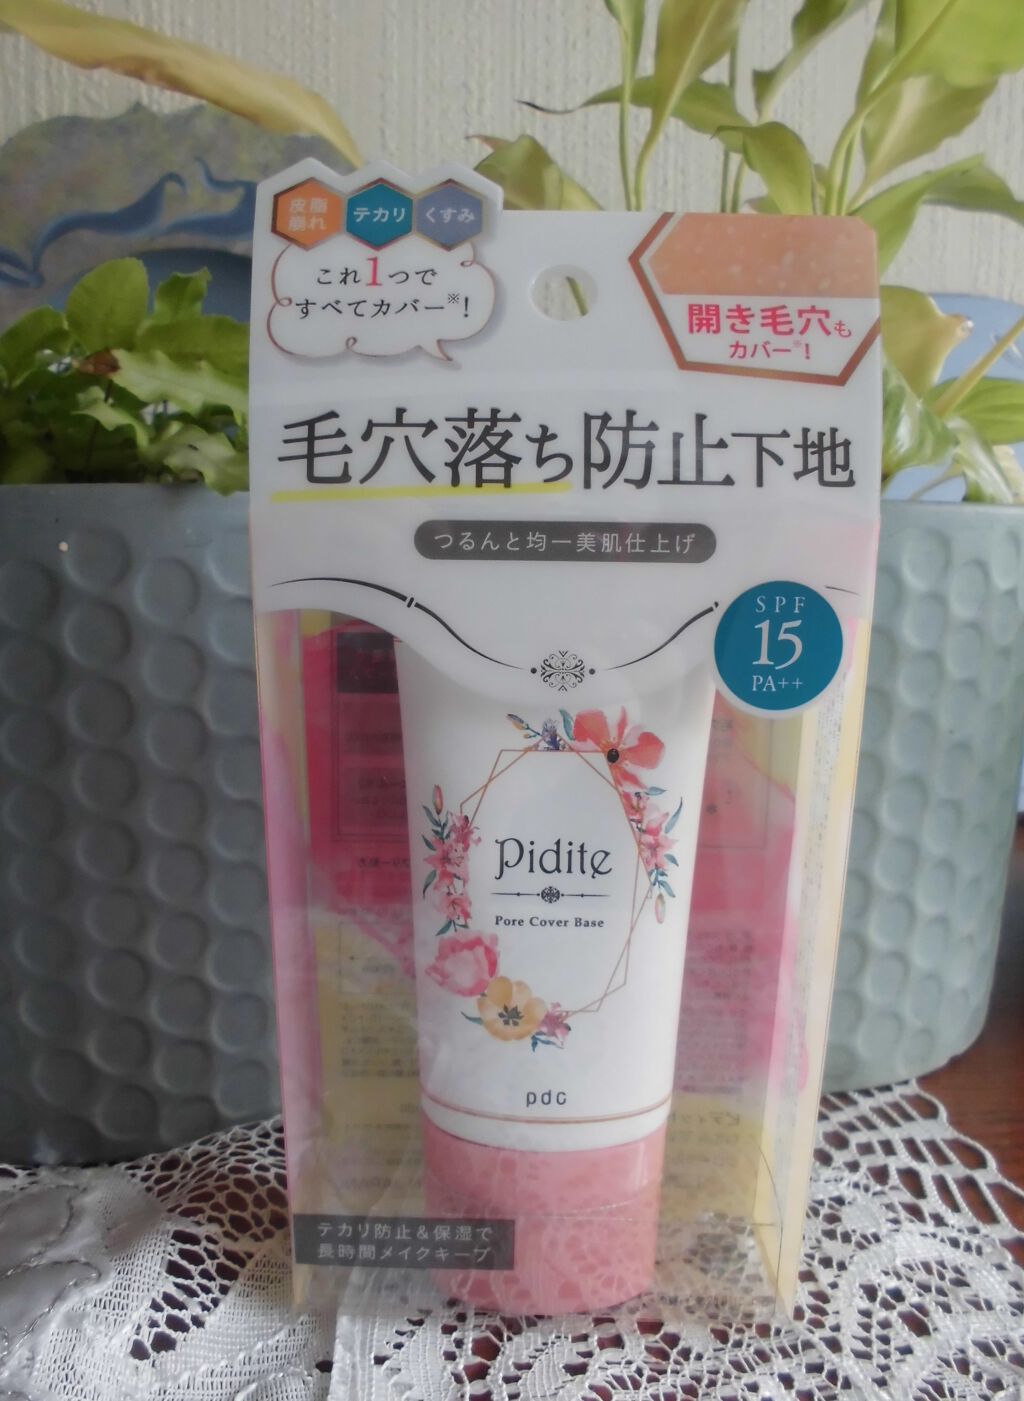 皮脂
崩れ
テカリ
くすみ
これ1つで
すべてカバー※!
開き毛穴も
カバー※!
毛穴落ち防止下地
つるんと均一美肌仕上げ
SPF
15
PA++
Pidite
Pore Cover Base
pdc
テカリ防止&保湿で
長時間メイクキープ